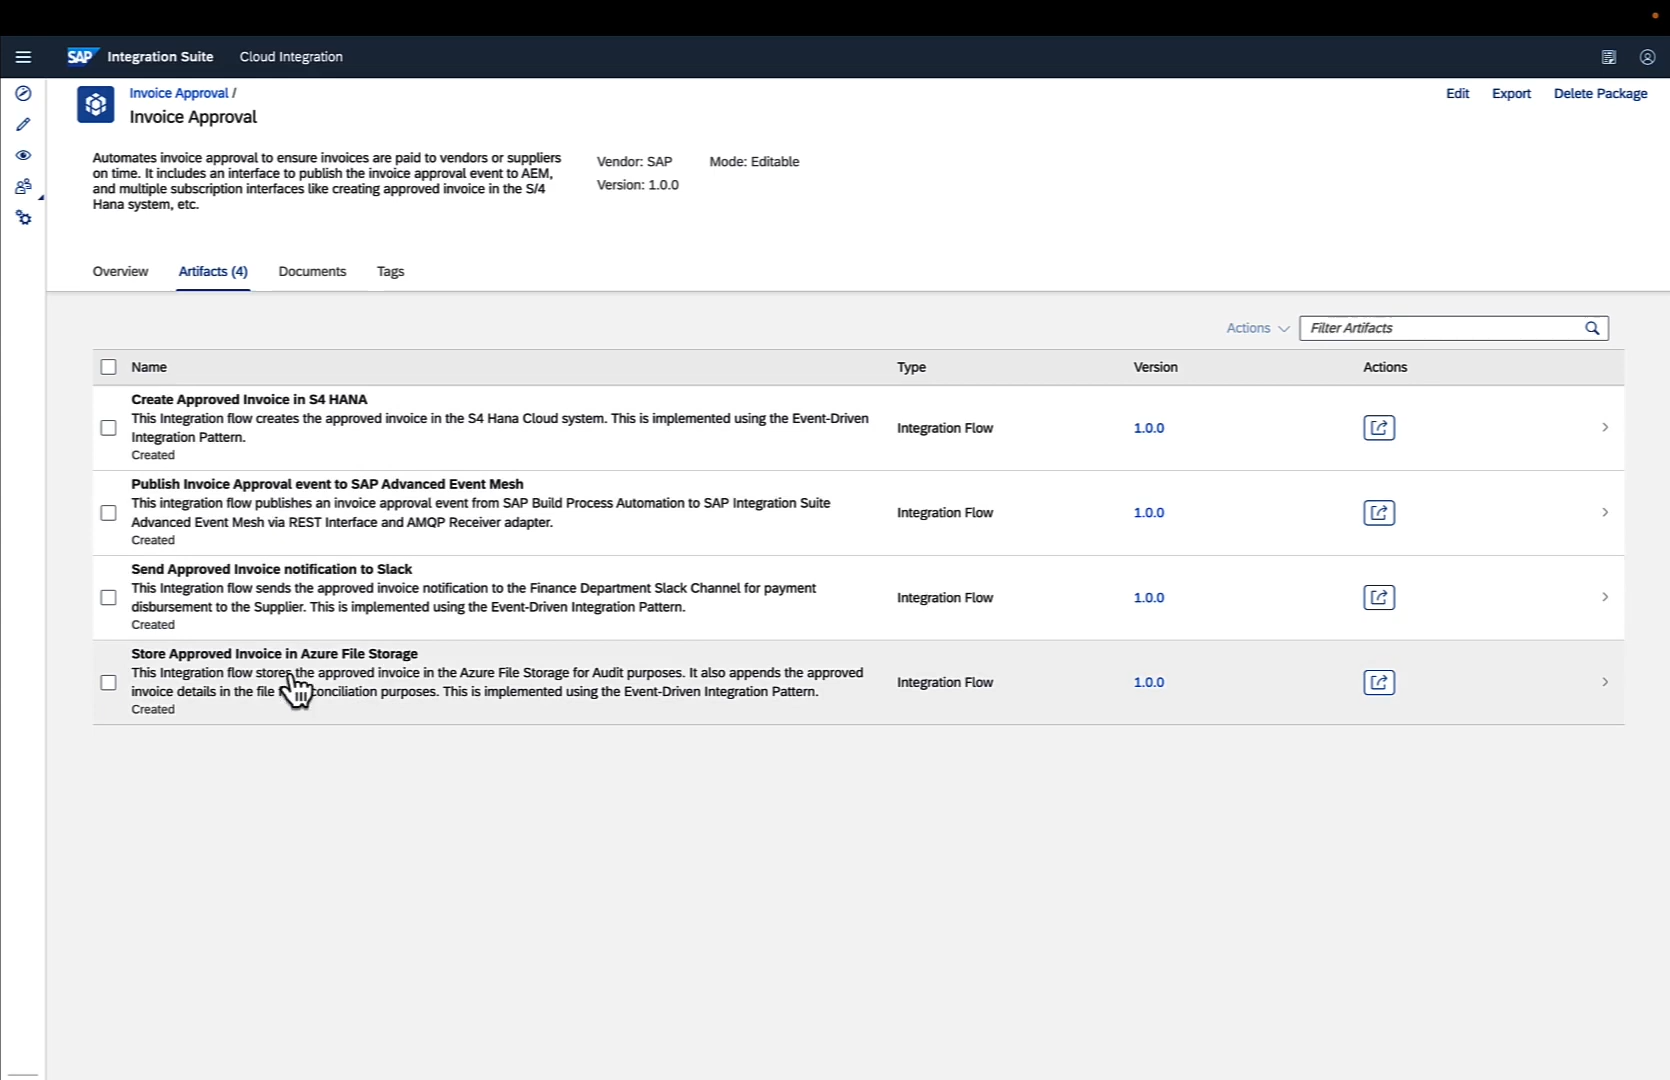 SAP Integration Suite Cloud Integration
Invoice Approval /
Edit Export Delete Package
Invoice Approval
Automates invoice approval to ensure invoices are paid to vendors or suppliers
on time. It includes an interface to publish the invoice approval event to AEM,
and multiple subscription interfaces like creating approved invoice in the S/4
Hana system, etc.
Vendor: SAP Mode: Editable
Version: 1.0.0
Overview Artifacts (4) Documents Tags
Actions Filter Artifacts
Name Type Version Actions
Create Approved Invoice in S4 HANA
This Integration flow creates the approved invoice in the S4 Hana Cloud system. This is implemented using the Event-Driven
Integration Pattern.
Created
Integration Flow 1.0.0
Publish Invoice Approval event to SAP Advanced Event Mesh
This integration flow publishes an invoice approval event from SAP Build Process Automation to SAP Integration Suite
Advanced Event Mesh via REST Interface and AMQP Receiver adapter.
Created
Integration Flow 1.0.0
Send Approved Invoice notification to Slack
This Integration flow sends the approved invoice notification to the Finance Department Slack Channel for payment
disbursement to the Supplier. This is implemented using the Event-Driven Integration Pattern.
Created
Integration Flow 1.0.0
Store Approved Invoice in Azure File Storage
This Integration flow stores the approved invoice in the Azure File Storage for Audit purposes. It also appends the approved
invoice details in the file purposes. This is implemented using the Event-Driven Integration Pattern.
Created
Integration Flow 1.0.0